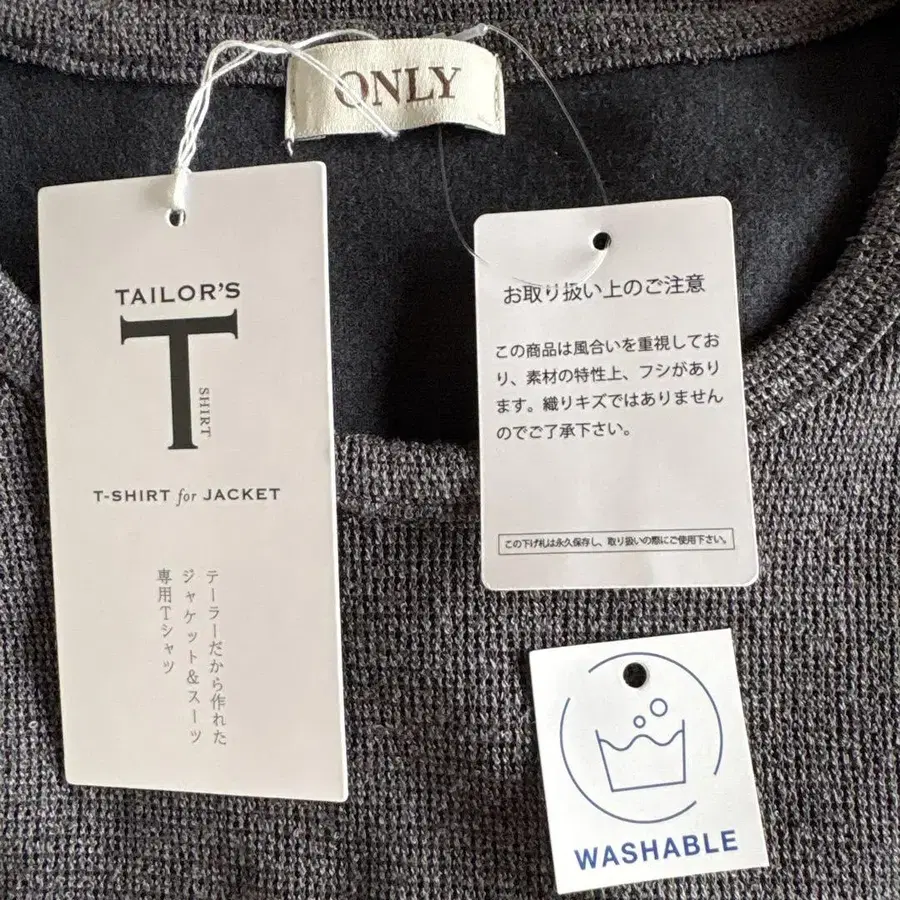 ONLY
TAILOR'S
T
SHIRT
T-SHIRT for JACKET
テーラーだから作れた
ジャケット&スーツ
専用Tシャツ
お取り扱い上のご注意
この商品は風合いを重視してお
り、素材の特性上、フシがあり
ます。織りキズではありません
のでご了承下さい。
この下げ札は永久保存し、取り扱いの際にご使用下さい。
WASHABLE